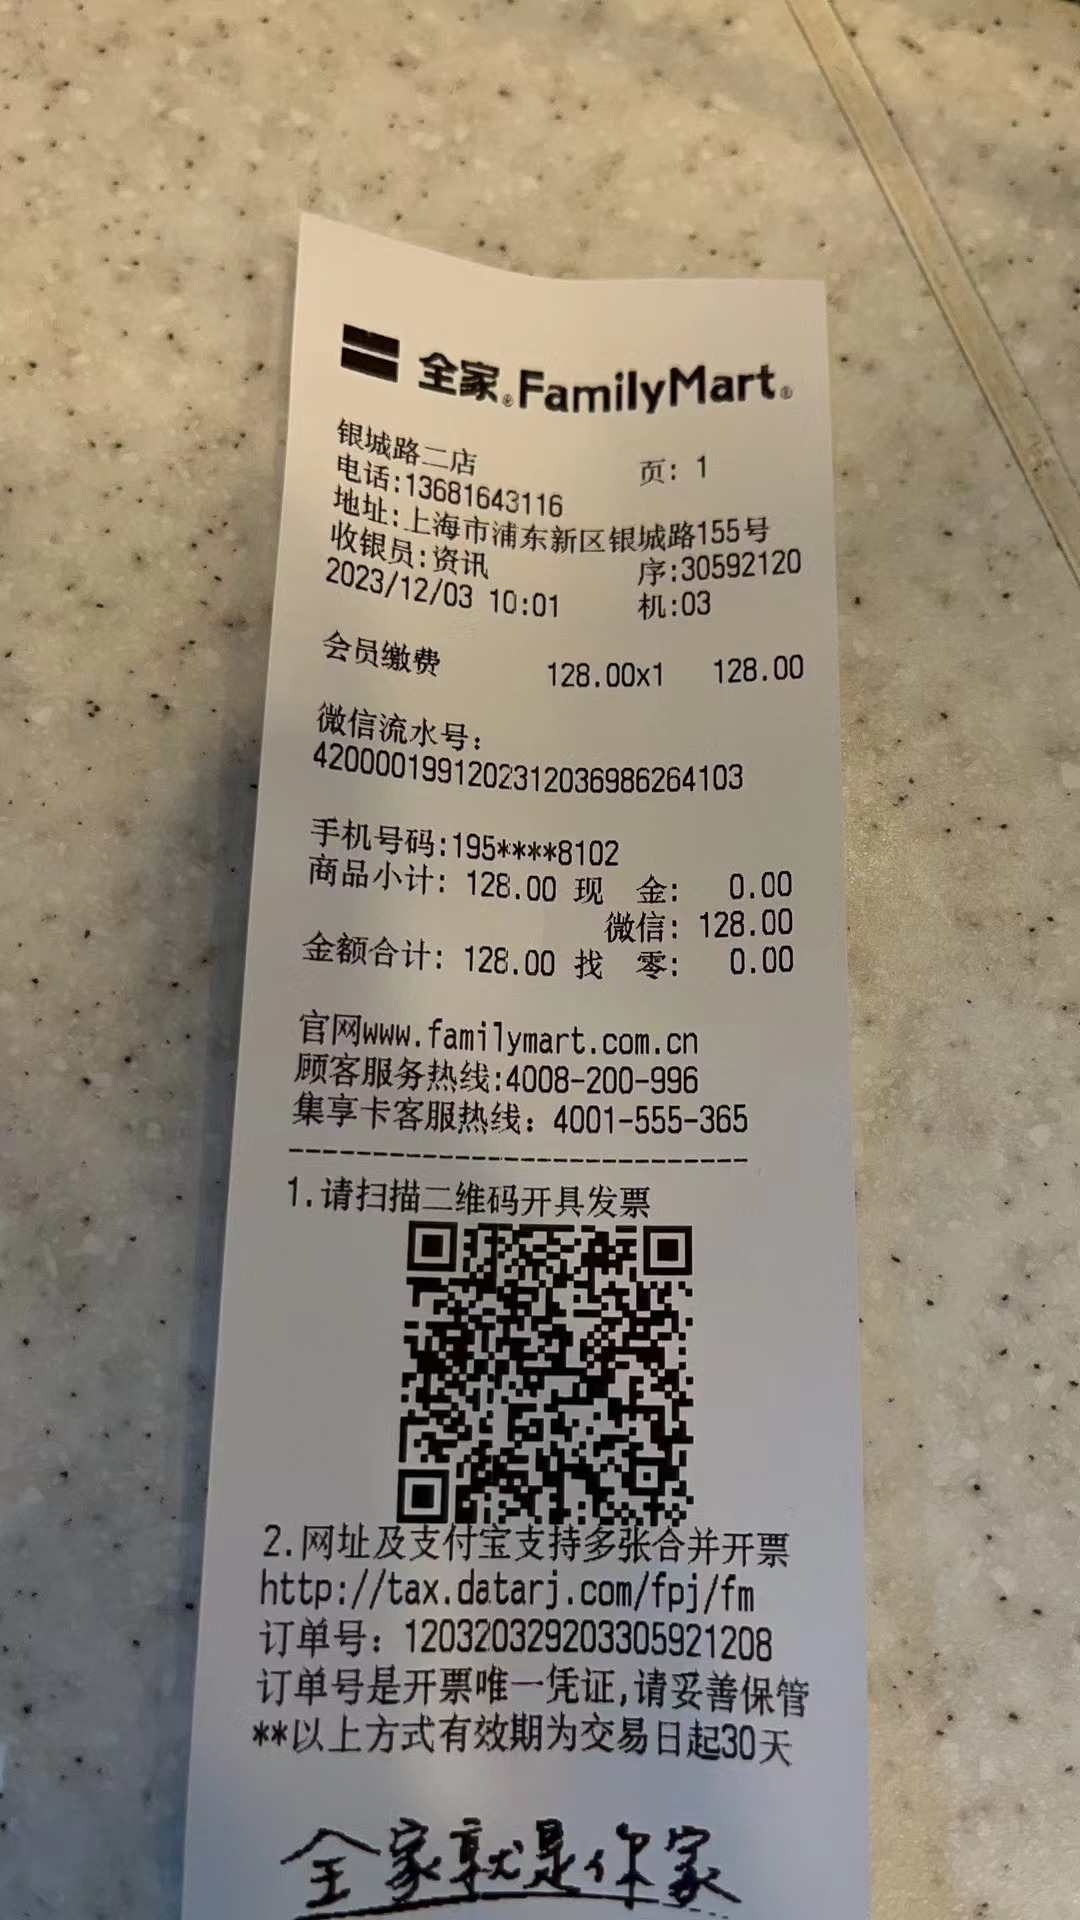 全家®FamilyMart®
银城路二店 页: 1
电话:13681643116
地址:上海市浦东新区银城路155号
收银员:资讯 序:30592120
2023/12/03 10:01 机:03
会员缴费 128.00x1 128.00
微信流水号:
4200001991202312036986264103
手机号码:195****8102
商品小计: 128.00 现 金: 0.00
微信: 128.00
金额合计: 128.00 找 零: 0.00
官网www.familymart.com.cn
顾客服务热线:4008-200-996
集享卡客服热线: 4001-555-365
----------------------------
1.请扫描二维码开具发票
2.网址及支付宝支持多张合并开票
http://tax.datarj.com/fpj/fm
订单号: 120320329203305921208
订单号是开票唯一凭证,请妥善保管
**以上方式有效期为交易日起30天
全家就是你家